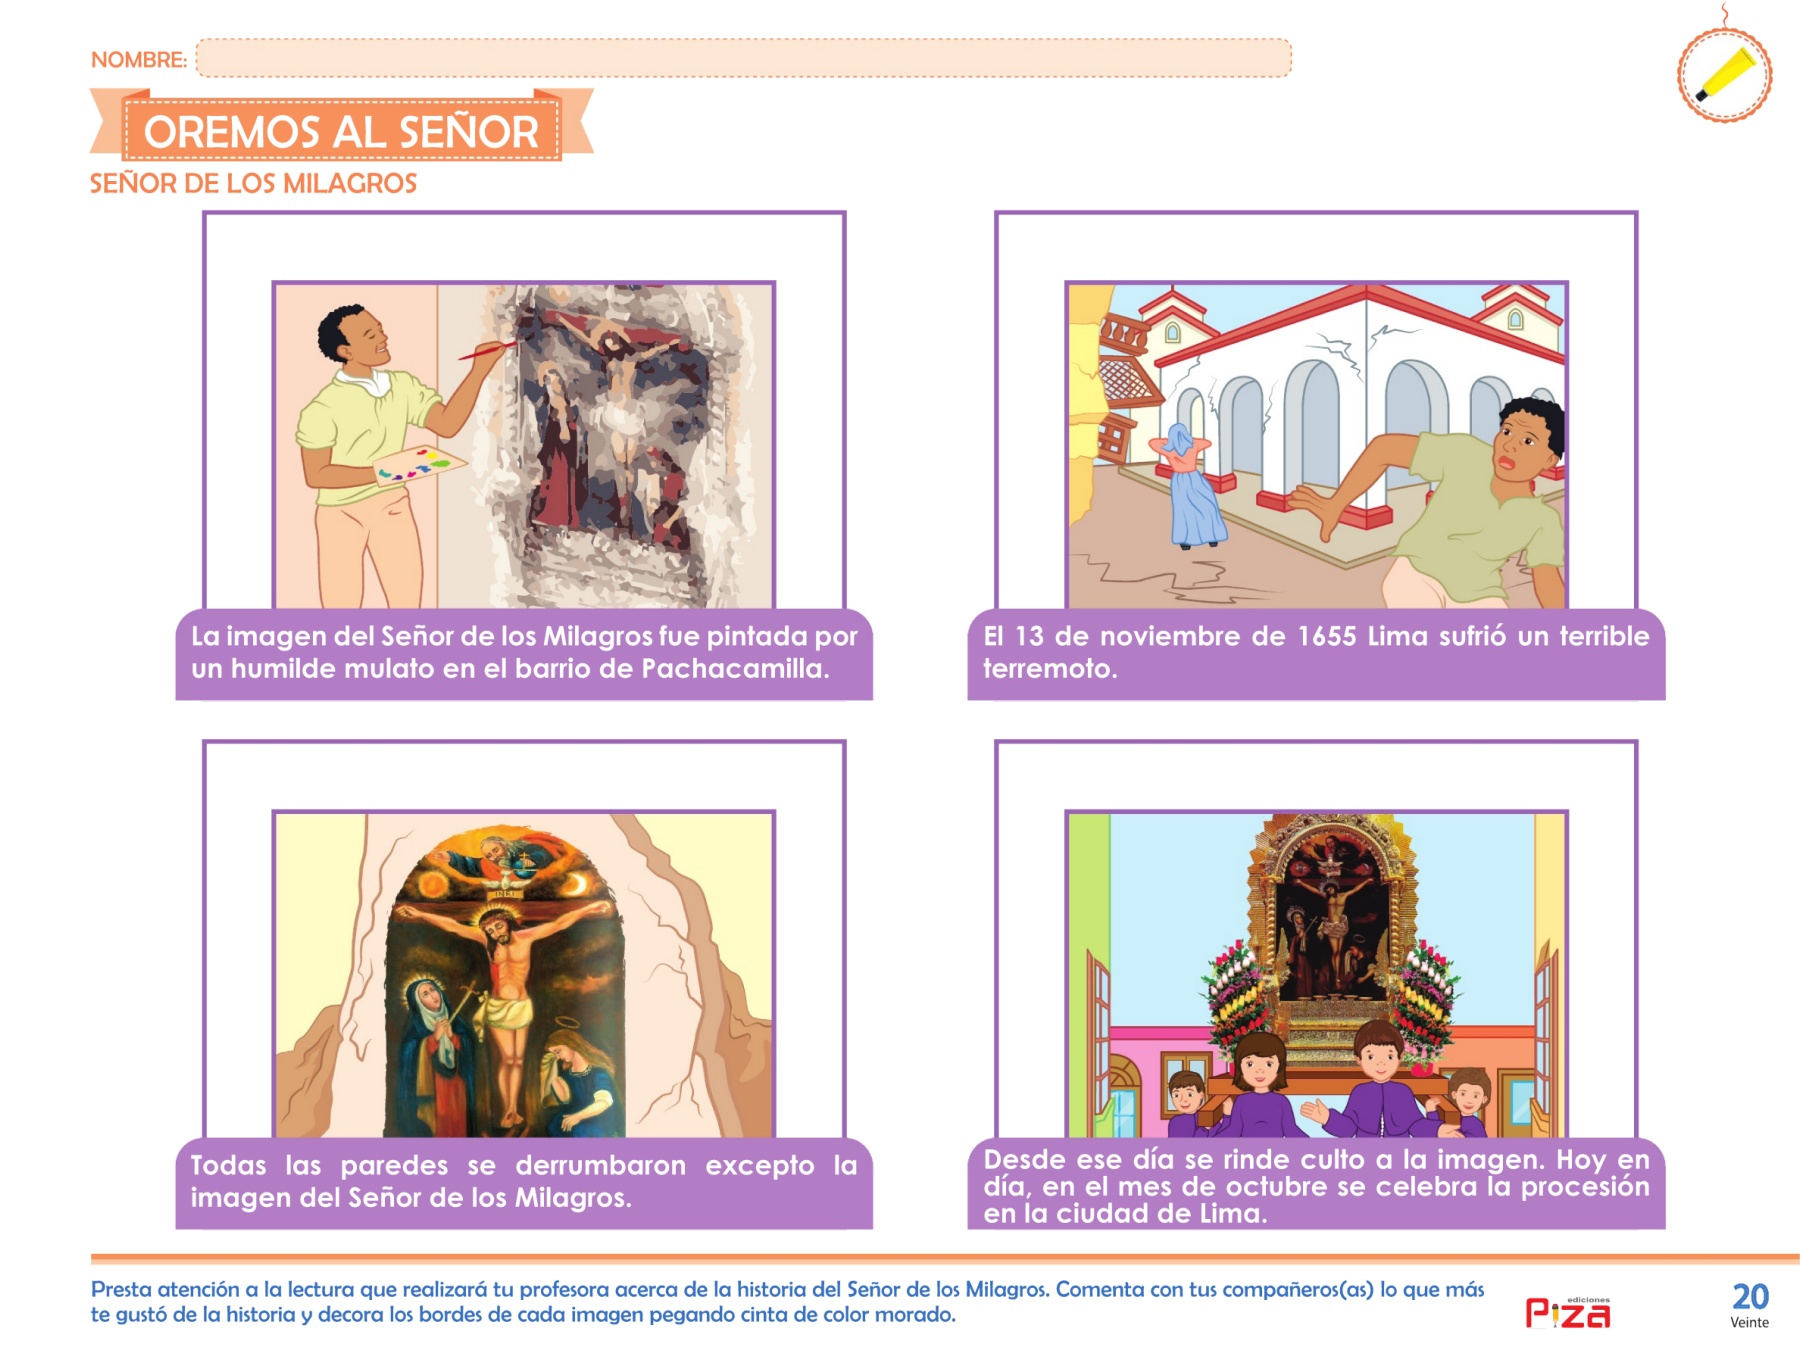 NOMBRE:
OREMOS AL SEÑOR
SEÑOR DE LOS MILAGROS
La imagen del Señor de los Milagros fue pintada por
un humilde mulato en el barrio de Pachacamilla.
El 13 de noviembre de 1655 Lima sufrió un terrible
terremoto.
INRI
Todas las paredes se derrumbaron excepto la
imagen del Señor de los Milagros.
Desde ese día se rinde culto a la imagen. Hoy en
día, en el mes de octubre se celebra la procesión
en la ciudad de Lima.
Presta atención a la lectura que realizará tu profesora acerca de la historia del Señor de los Milagros. Comenta con tus compañeros(as) lo que más
te gustó de la historia y decora los bordes de cada imagen pegando cinta de color morado.
ediciones
Piza
20
Veinte